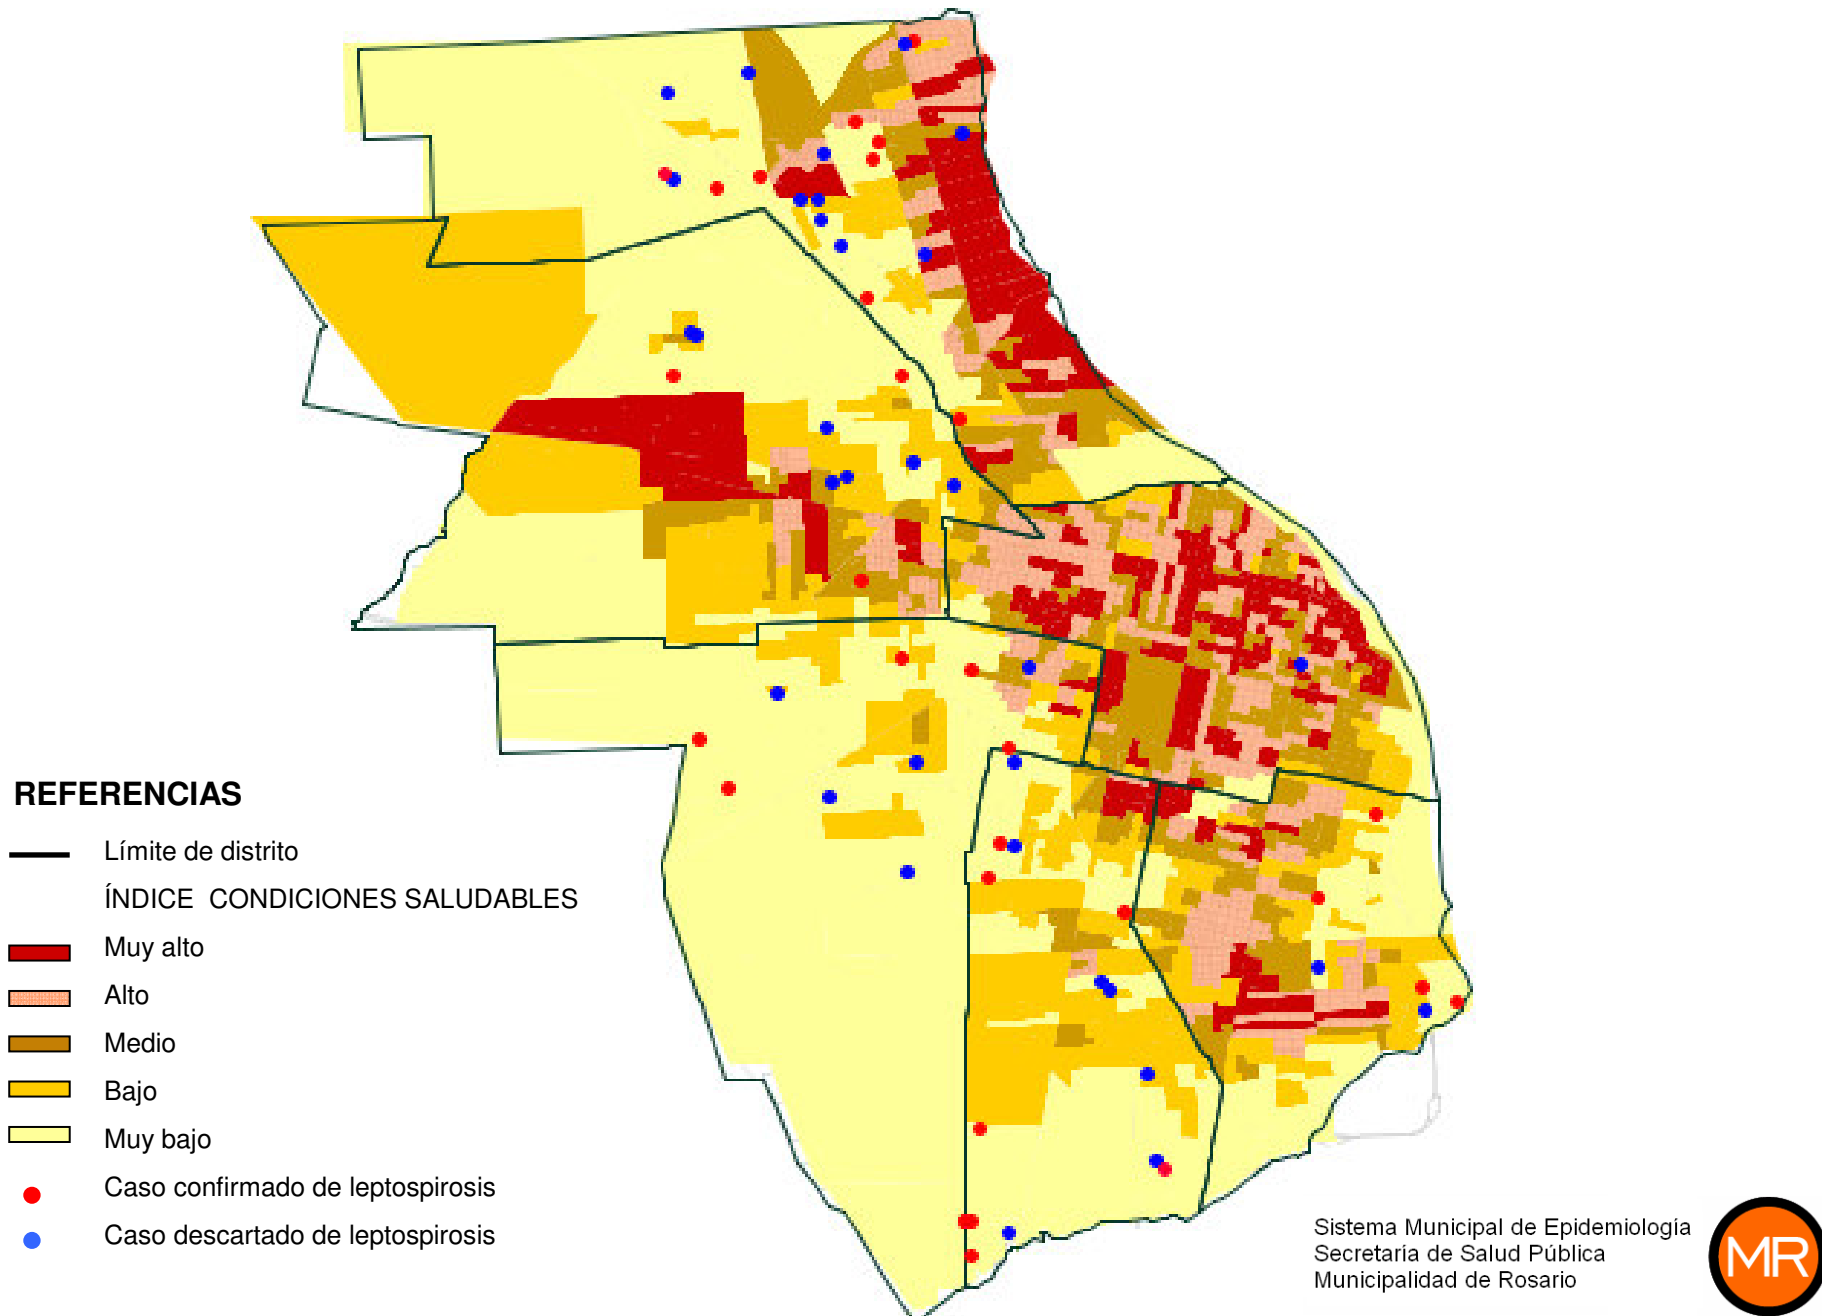 REFERENCIAS
Límite de distrito
ÍNDICE CONDICIONES SALUDABLES
Muy alto
Alto
Medio
Bajo
Muy bajo
Caso confirmado de leptospirosis
Caso descartado de leptospirosis
Sistema Municipal de Epidemiología
Secretaría de Salud Pública
Municipalidad de Rosario
MR